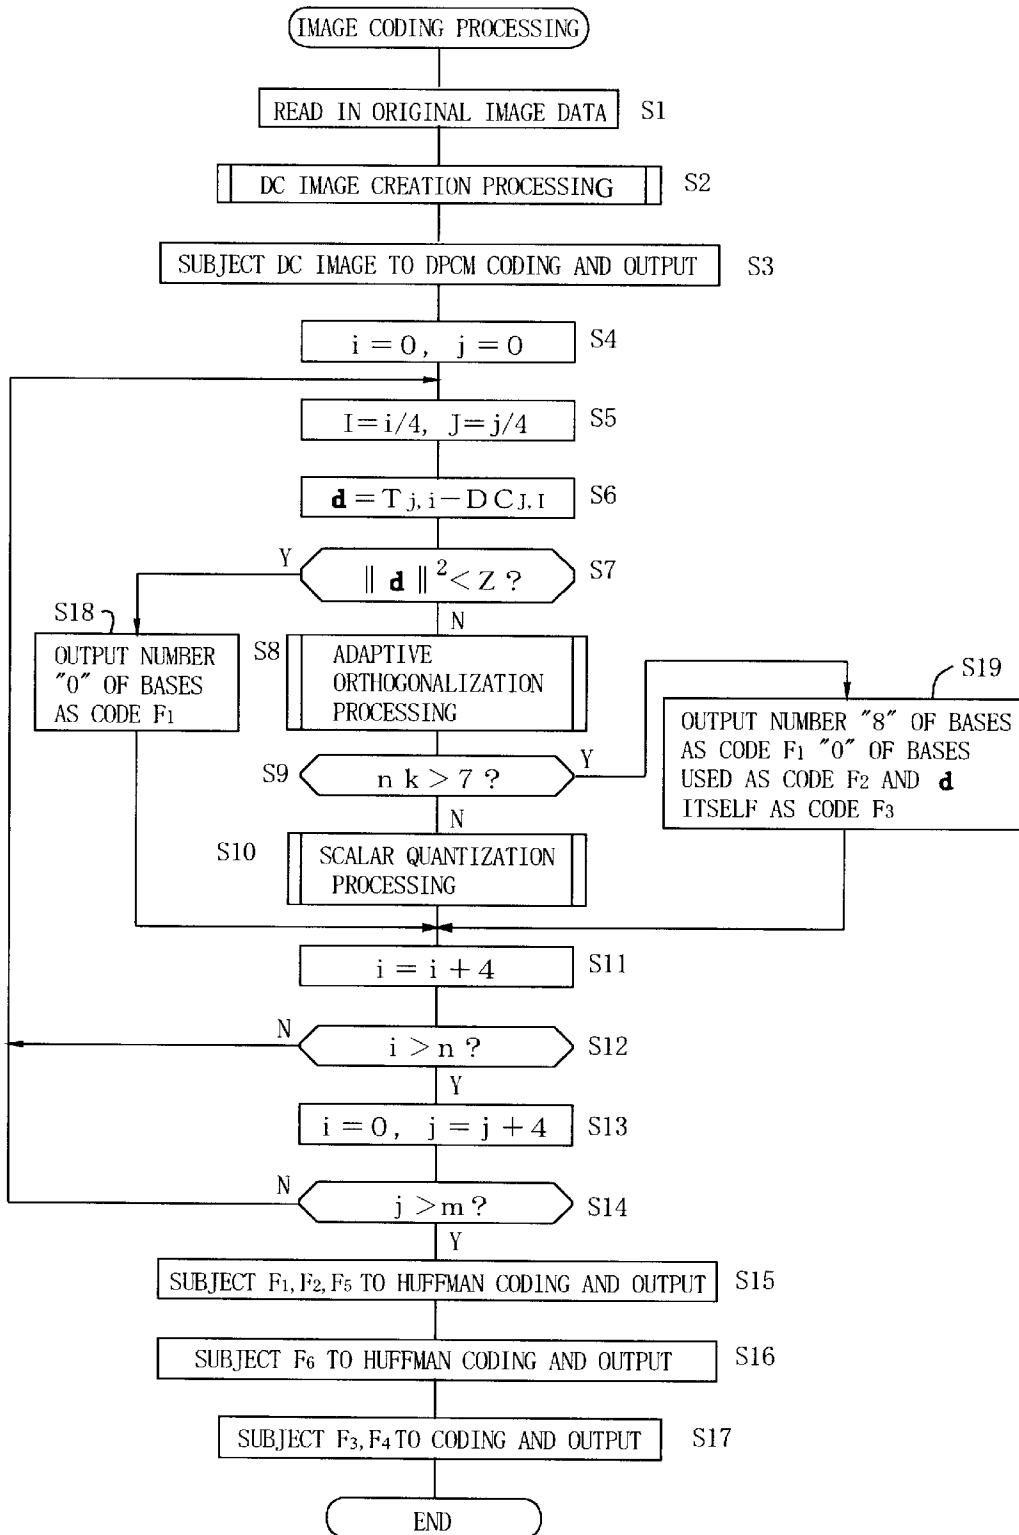 IMAGE CODING PROCESSING
READ IN ORIGINAL IMAGE DATA
S1
DC IMAGE CREATION PROCESSING
S2
SUBJECT DC IMAGE TO DPCM CODING AND OUTPUT
S3
i = 0, j = 0
S4
I = i/4, J = j/4
S5
d = T j, i − D C J, I
S6
Y
‖ d ‖ ² < Z ?
S7
N
S18
OUTPUT NUMBER
"0" OF BASES
AS CODE F1
S8
ADAPTIVE
ORTHOGONALIZATION
PROCESSING
S19
OUTPUT NUMBER "8" OF BASES
AS CODE F1 "0" OF BASES
USED AS CODE F2 AND d
ITSELF AS CODE F3
S9
n k > 7 ?
Y
N
S10
SCALAR QUANTIZATION
PROCESSING
i = i + 4
S11
N
i > n ?
S12
Y
i = 0, j = j + 4
S13
N
j > m ?
S14
Y
SUBJECT F1, F2, F5 TO HUFFMAN CODING AND OUTPUT
S15
SUBJECT F6 TO HUFFMAN CODING AND OUTPUT
S16
SUBJECT F3, F4 TO CODING AND OUTPUT
S17
END